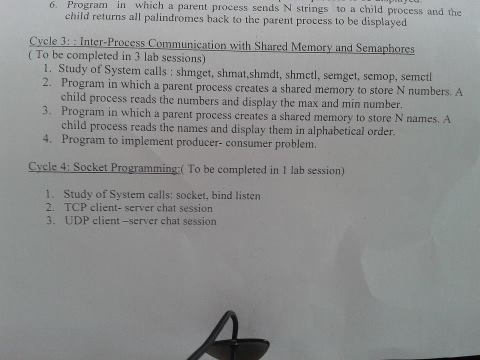 6. Program in which a parent process sends N strings to a child process and the
child returns all palindromes back to the parent process to be displayed
Cycle 3: : Inter-Process Communication with Shared Memory and Semaphores
( To be completed in 3 lab sessions)
1. Study of System calls : shmget, shmat,shmdt, shmctl, semget, semop, semctl
2. Program in which a parent process creates a shared memory to store N numbers. A
child process reads the numbers and display the max and min number.
3. Program in which a parent process creates a shared memory to store N names. A
child process reads the names and display them in alphabetical order.
4. Program to implement producer- consumer problem.
Cycle 4: Socket Programming:( To be completed in 1 lab session)
1. Study of System calls: socket, bind listen
2. TCP client- server chat session
3. UDP client –server chat session